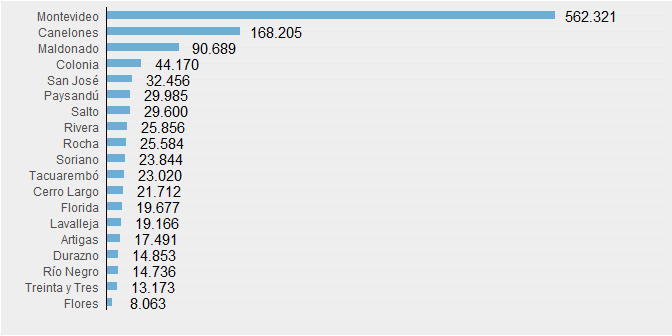 Montevideo 562.321
Canelones 168.205
Maldonado 90.689
Colonia 44.170
San José 32.456
Paysandú 29.985
Salto 29.600
Rivera 25.856
Rocha 25.584
Soriano 23.844
Tacuarembó 23.020
Cerro Largo 21.712
Florida 19.677
Lavalleja 19.166
Artigas 17.491
Durazno 14.853
Río Negro 14.736
Treinta y Tres 13.173
Flores 8.063